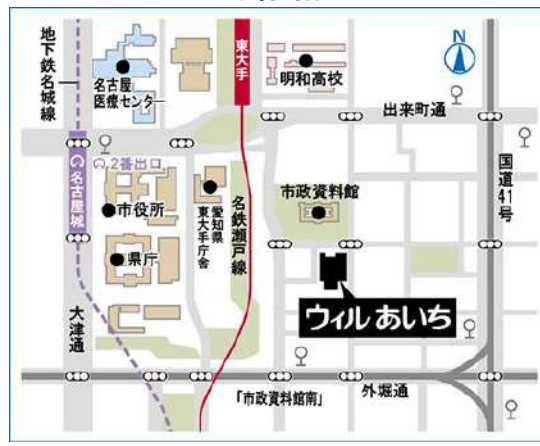 地下鉄名城線
名古屋
医療センター
東大手
明和高校
出来町通
2番出口
名古屋城
市役所
愛知県
東大手庁舎
名鉄瀬戸線
市政資料館
国道41号
県庁
大津通
ウィルあいち
「市政資料館南」
外堀通